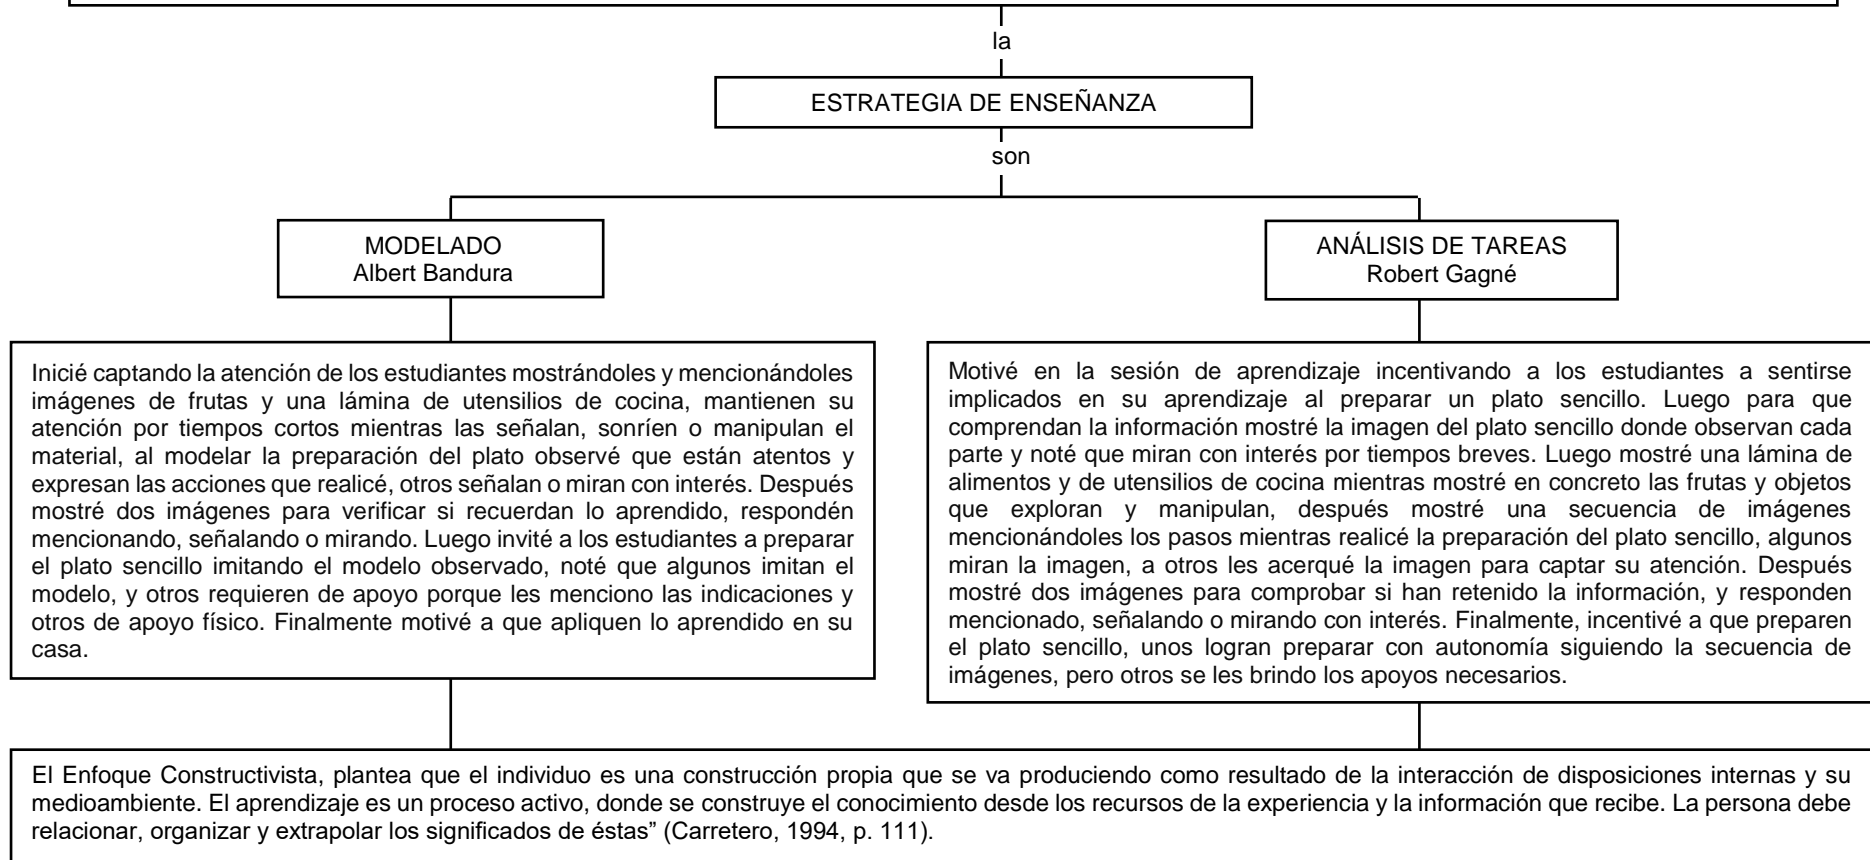 la
ESTRATEGIA DE ENSEÑANZA
son
MODELADO
Albert Bandura
ANÁLISIS DE TAREAS
Robert Gagné
Inicié captando la atención de los estudiantes mostrándoles y mencionándoles
imágenes de frutas y una lámina de utensilios de cocina, mantienen su
atención por tiempos cortos mientras las señalan, sonríen o manipulan el
material, al modelar la preparación del plato observé que están atentos y
expresan las acciones que realicé, otros señalan o miran con interés. Después
mostré dos imágenes para verificar si recuerdan lo aprendido, respondén
mencionando, señalando o mirando. Luego invité a los estudiantes a preparar
el plato sencillo imitando el modelo observado, noté que algunos imitan el
modelo, y otros requieren de apoyo porque les menciono las indicaciones y
otros de apoyo físico. Finalmente motivé a que apliquen lo aprendido en su
casa.
Motivé en la sesión de aprendizaje incentivando a los estudiantes a sentirse
implicados en su aprendizaje al preparar un plato sencillo. Luego para que
comprendan la información mostré la imagen del plato sencillo donde observan cada
parte y noté que miran con interés por tiempos breves. Luego mostré una lámina de
alimentos y de utensilios de cocina mientras mostré en concreto las frutas y objetos
que exploran y manipulan, después mostré una secuencia de imágenes
mencionándoles los pasos mientras realicé la preparación del plato sencillo, algunos
miran la imagen, a otros les acerqué la imagen para captar su atención. Después
mostré dos imágenes para comprobar si han retenido la información, y responden
mencionado, señalando o mirando con interés. Finalmente, incentivé a que preparen
el plato sencillo, unos logran preparar con autonomía siguiendo la secuencia de
imágenes, pero otros se les brindo los apoyos necesarios.
El Enfoque Constructivista, plantea que el individuo es una construcción propia que se va produciendo como resultado de la interacción de disposiciones internas y su
medioambiente. El aprendizaje es un proceso activo, donde se construye el conocimiento desde los recursos de la experiencia y la información que recibe. La persona debe
relacionar, organizar y extrapolar los significados de éstas” (Carretero, 1994, p. 111).